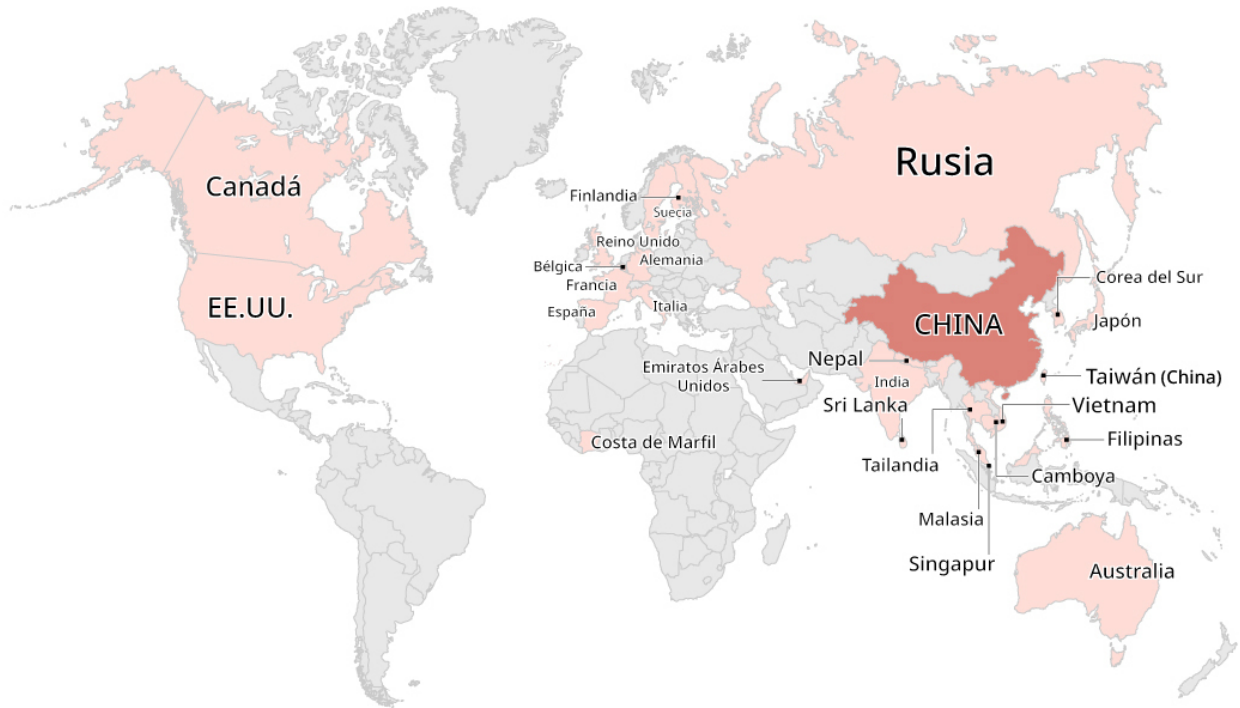 Rusia
Canadá
Finlandia
Suecia
Reino Unido
Alemania
Bélgica
Francia
Corea del Sur
EE.UU.
Italia
España
CHINA
Japón
Nepal
Emiratos Árabes
Unidos
India
Taiwán (China)
Sri Lanka
Vietnam
Costa de Marfil
Filipinas
Tailandia
Camboya
Malasia
Singapur
Australia